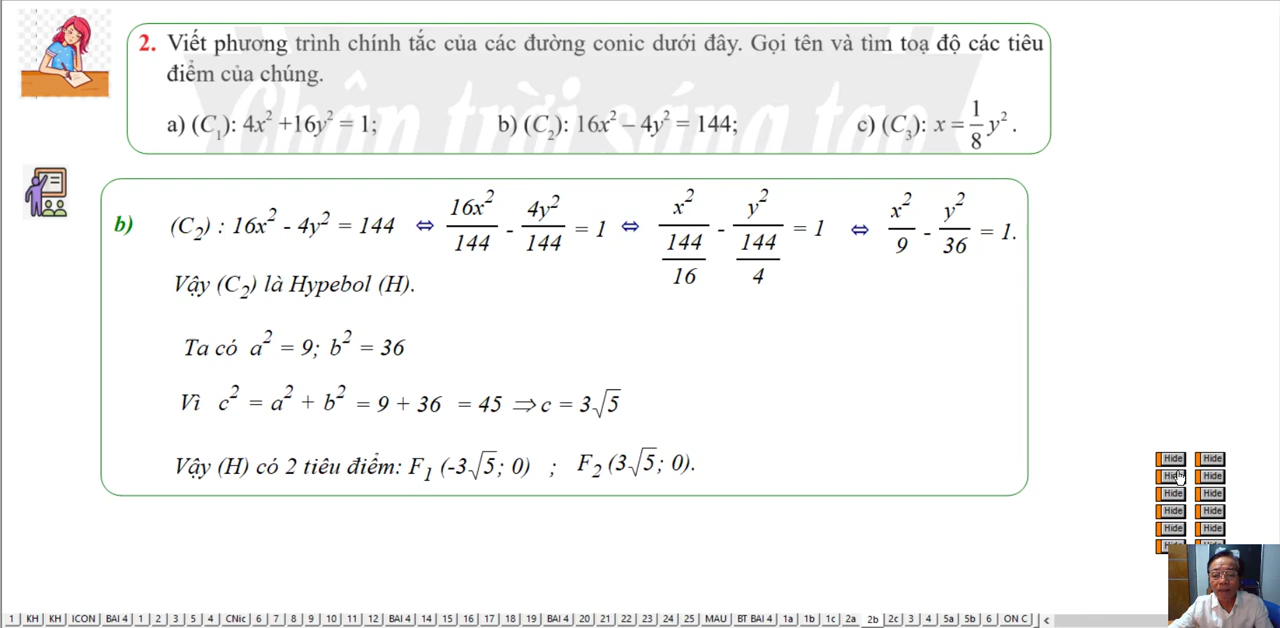 2. Viết phương trình chính tắc của các đường conic dưới đây. Gọi tên và tìm toạ độ các tiêu
điểm của chúng.
Chân trời sáng tạo
a) (C₁): 4x² +16y² = 1; b) (C₂): 16x² – 4y² = 144; c) (C₃): x = 1/8 y² .
b) (C₂) : 16x² - 4y² = 144 ⇔ 16x²/144 - 4y²/144 = 1 ⇔ x²/(144/16) - y²/(144/4) = 1 ⇔ x²/9 - y²/36 = 1.
Vậy (C₂) là Hypebol (H).
Ta có a² = 9; b² = 36
Vì c² = a² + b² = 9 + 36 = 45 ⇒ c = 3√5
Vậy (H) có 2 tiêu điểm: F₁ (-3√5; 0) ; F₂ (3√5; 0).
Hide Hide
Hide Hide
Hide Hide
Hide Hide
Hide Hide
1 KH KH ICON BAI 4 1 2 3 5 4 CNic 6 7 8 9 10 11 12 BAI 4 14 15 16 17 18 19 BAI 4 20 21 22 23 24 25 MAU BT BAI 4 1a 1b 1c 2a 2b 2c 3 4 5a 5b 6 ON C